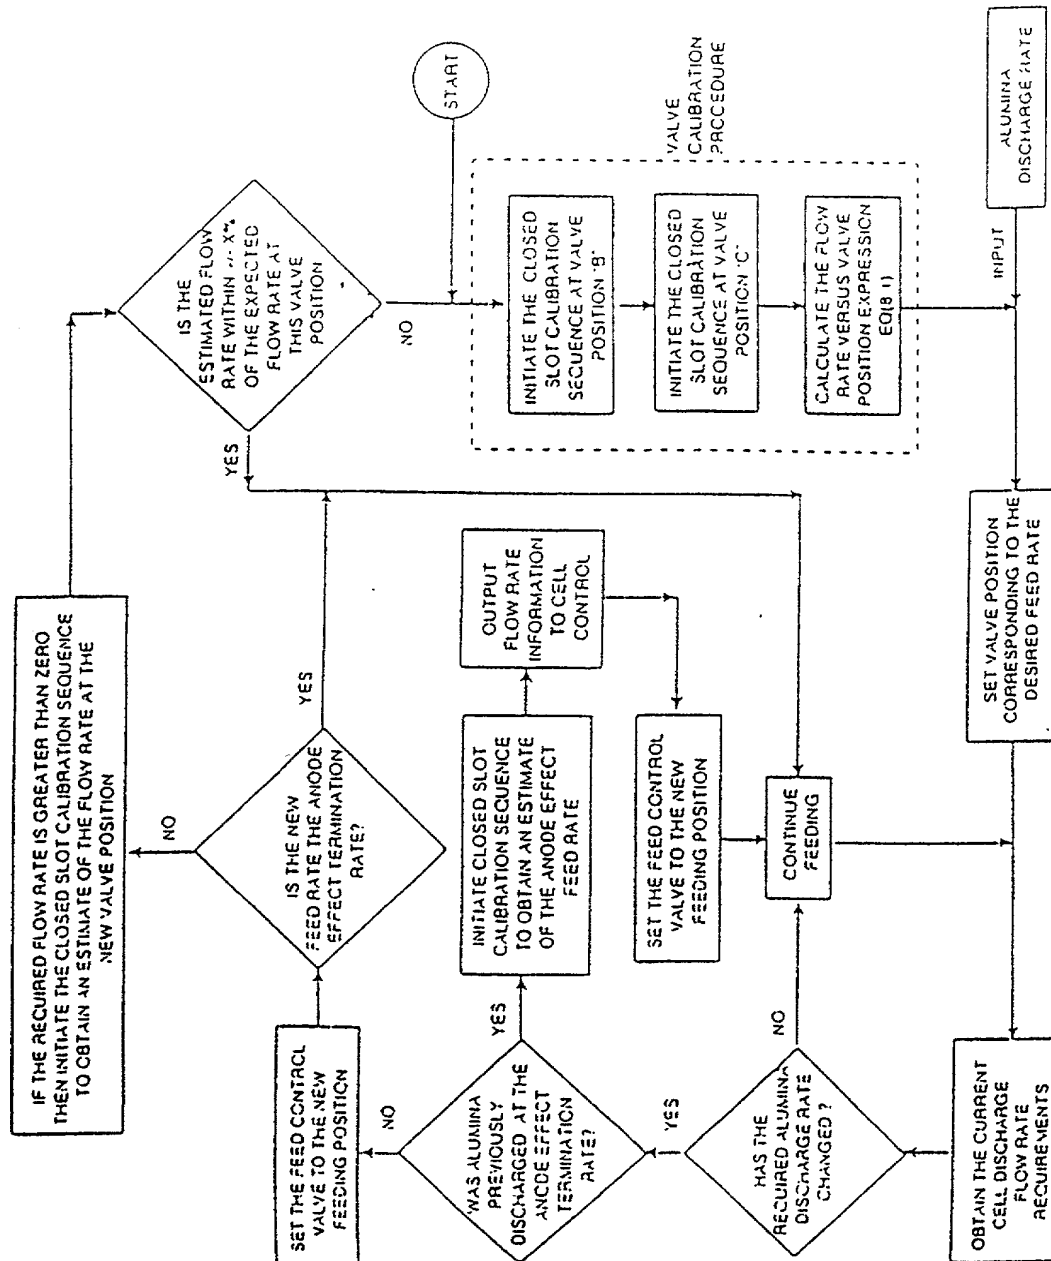 START
VALVE
CALIBRATION
PROCEDURE
INITIATE THE CLOSED
SLOT CALIBRATION
SEQUENCE AT VALVE
POSITION "B"
INITIATE THE CLOSED
SLOT CALIBRATION
SEQUENCE AT VALVE
POSITION "C"
CALCULATE THE FLOW
RATE VERSUS VALVE
POSITION EXPRESSION
EQ(8 1)
ALUMINA
DISCHARGE RATE
INPUT
SET VALVE POSITION
CORRESPONDING TO THE
DESIRED FEED RATE
OBTAIN THE CURRENT
CELL DISCHARGE
FLOW RATE
REQUIREMENTS
HAS THE
REQUIRED ALUMINA
DISCHARGE RATE
CHANGED ?
NO
YES
CONTINUE
FEEDING
WAS ALUMINA
PREVIOUSLY
DISCHARGED AT THE
ANODE EFFECT
TERMINATION
RATE?
YES
NO
INITIATE CLOSED SLOT
CALIBRATION SEQUENCE
TO OBTAIN AN ESTIMATE
OF THE ANODE EFFECT
FEED RATE
OUTPUT
FLOW RATE
INFORMATION
TO CELL
CONTROL
SET THE FEED CONTROL
VALVE TO THE NEW
FEEDING POSITION
SET THE FEED CONTROL
VALVE TO THE NEW
FEEDING POSITION
IS THE NEW
FEED RATE THE ANODE
EFFECT TERMINATION
RATE?
YES
NO
IF THE REQUIRED FLOW RATE IS GREATER THAN ZERO
THEN INITIATE THE CLOSED SLOT CALIBRATION SEQUENCE
TO OBTAIN AN ESTIMATE OF THE FLOW RATE AT THE
NEW VALVE POSITION
IS THE
ESTIMATED FLOW
RATE WITHIN +/- X%
OF THE EXPECTED
FLOW RATE AT
THIS VALVE
POSITION
YES
NO